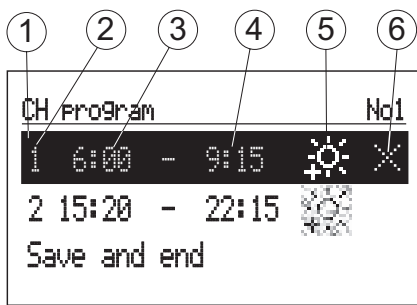 1 2 3 4 5 6
CH program No1
1 6:00 - 9:15
2 15:20 - 22:15
Save and end